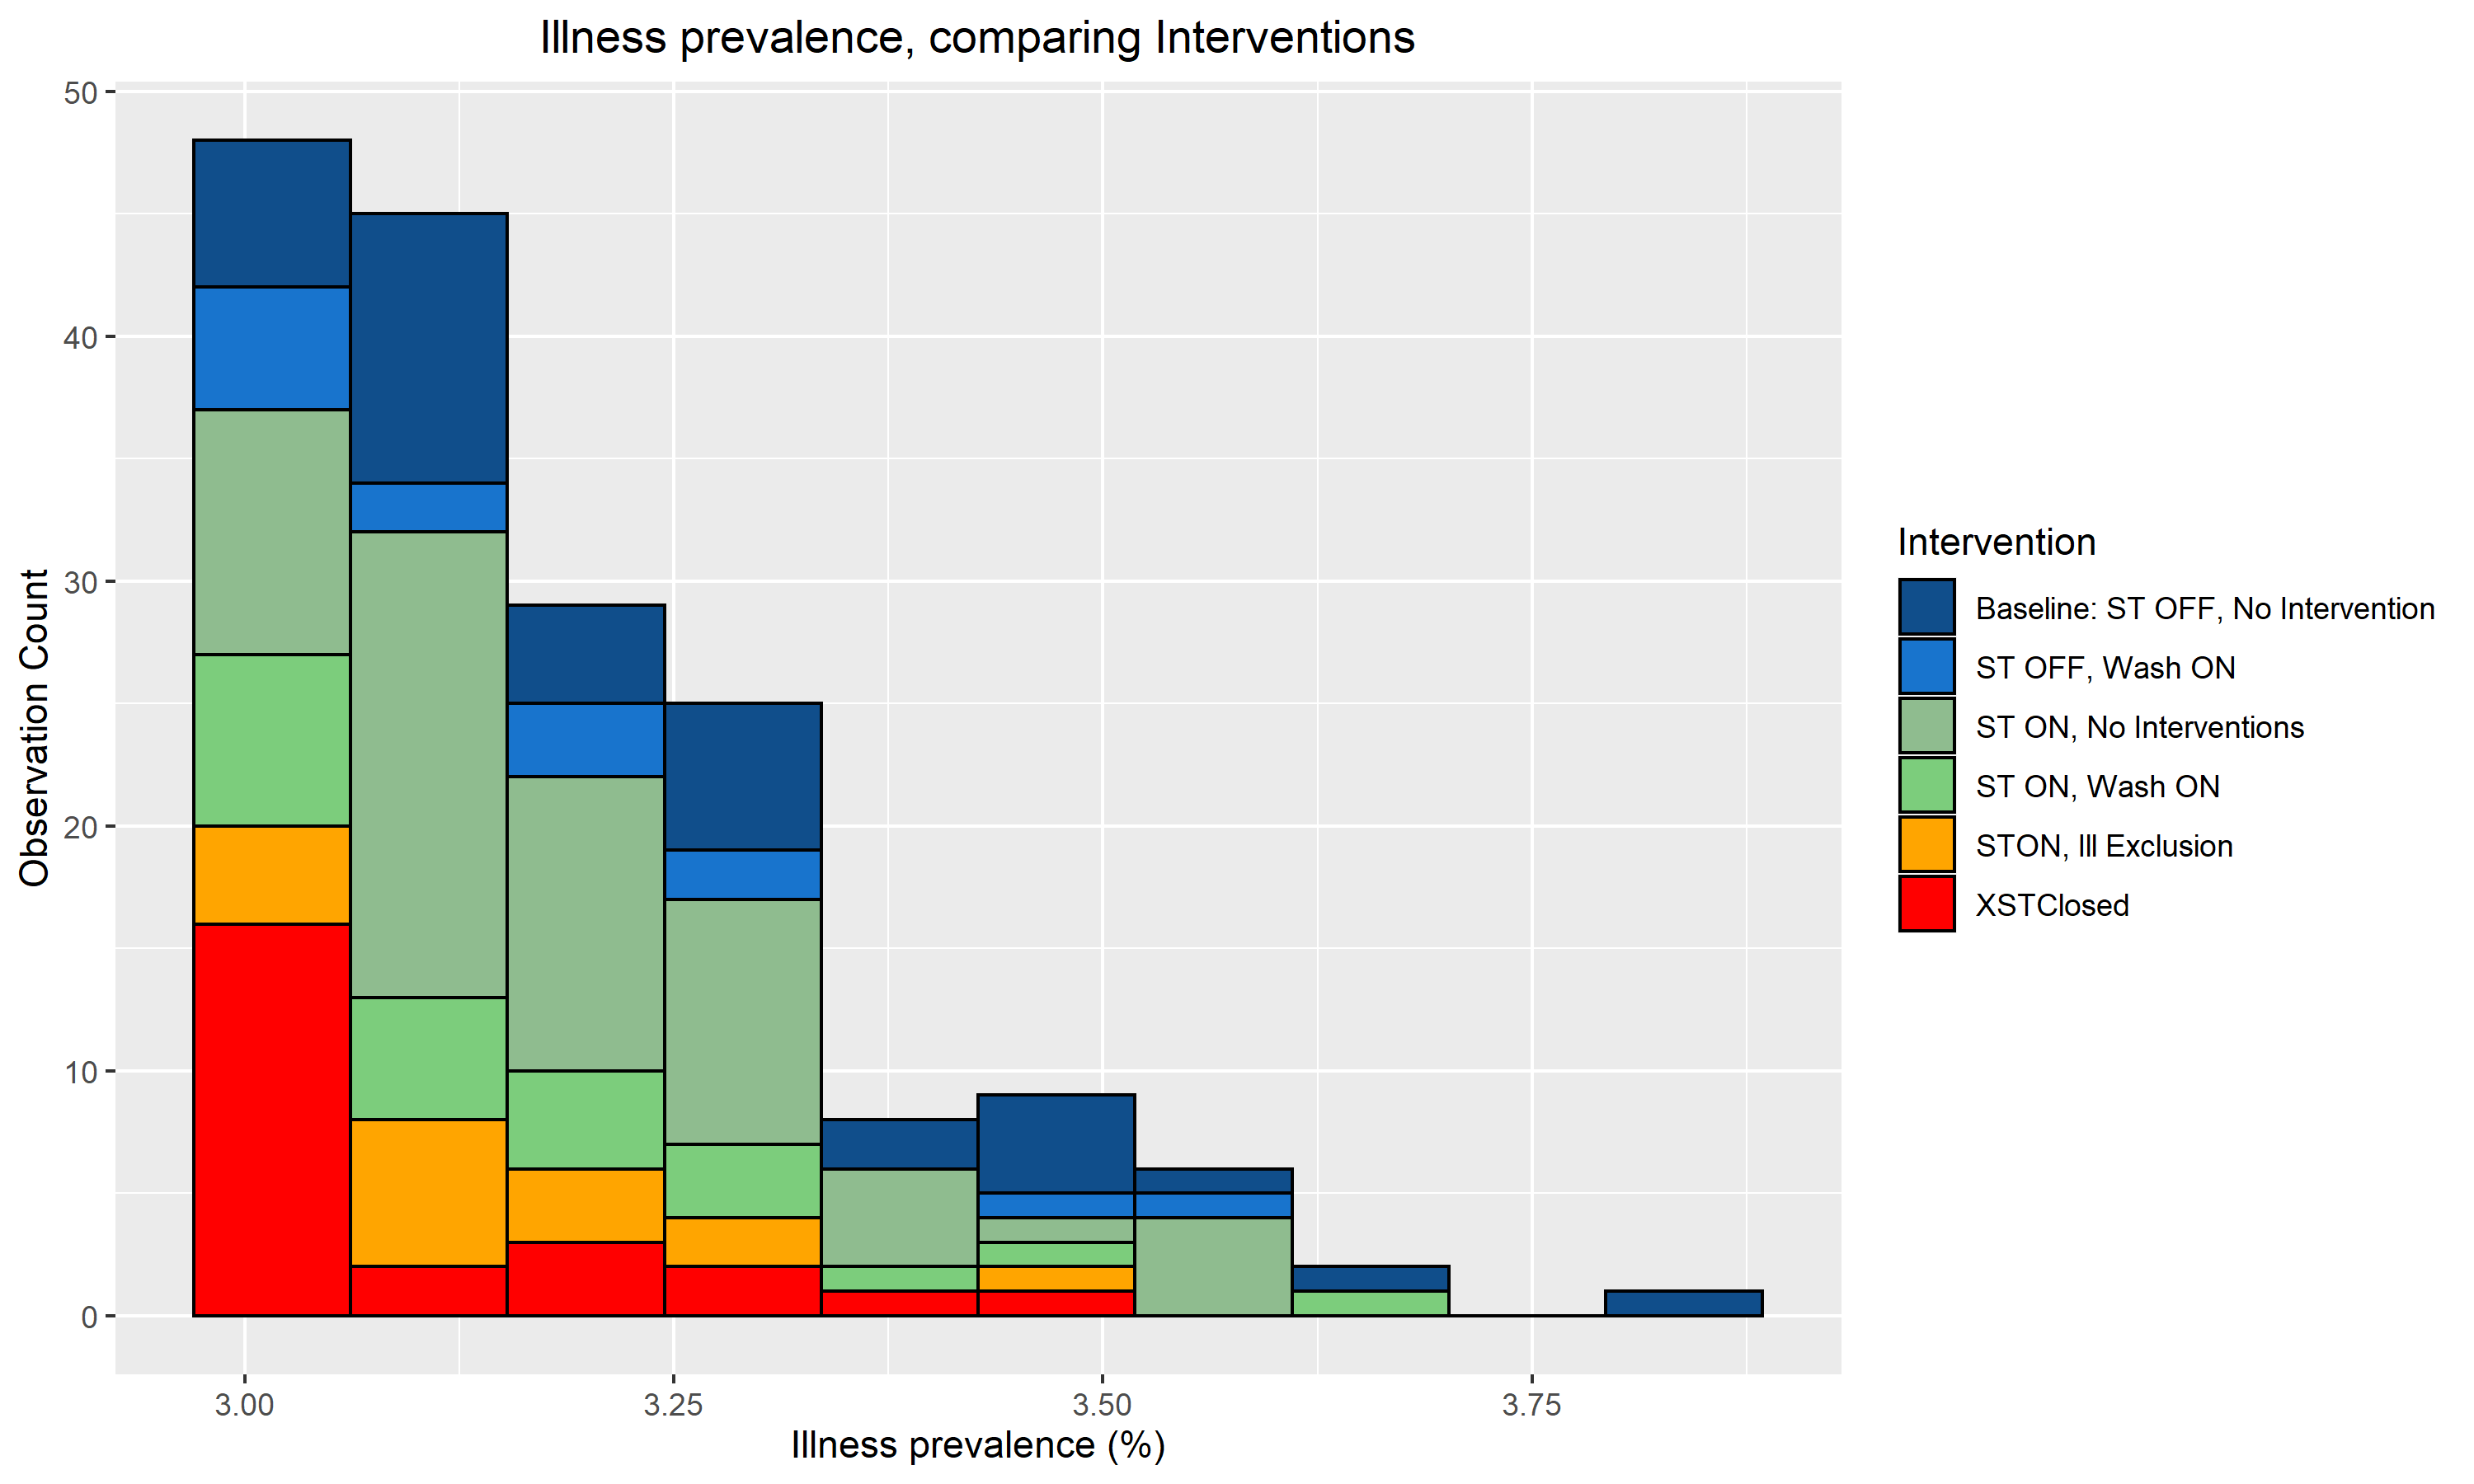 Illness prevalence, comparing Interventions
50
40
30
20
10
0
Observation Count
3.00
3.25
3.50
3.75
Illness prevalence (%)
Intervention
Baseline: ST OFF, No Intervention
ST OFF, Wash ON
ST ON, No Interventions
ST ON, Wash ON
STON, Ill Exclusion
XSTClosed